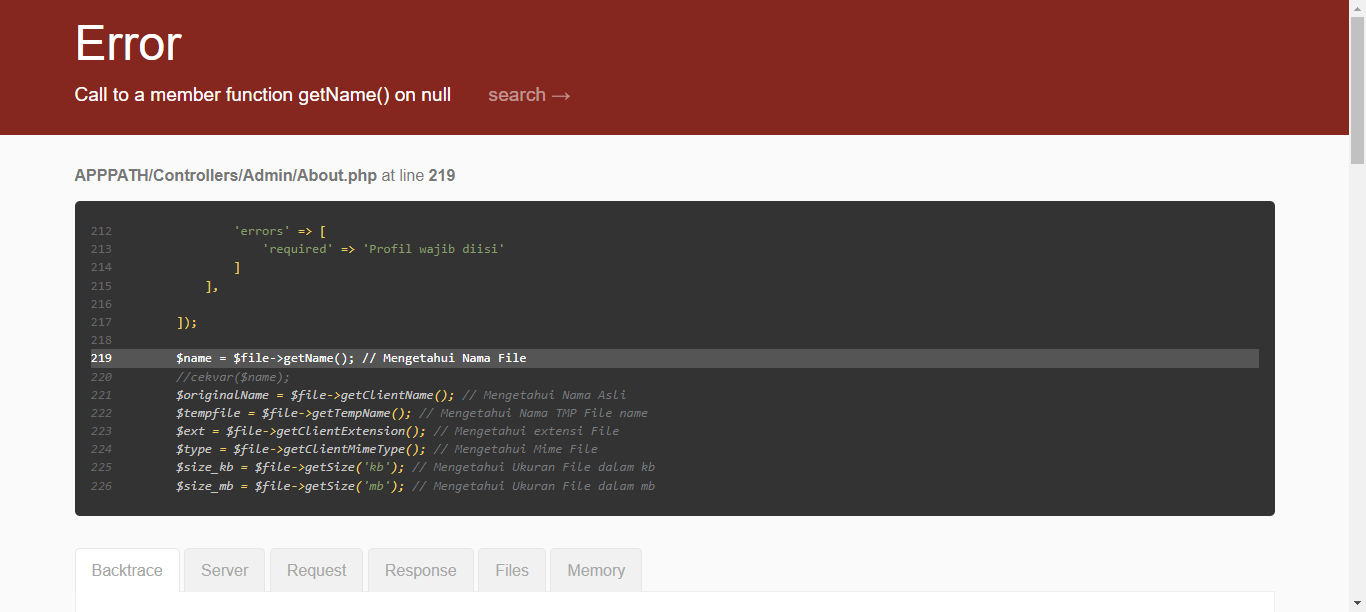 Error
Call to a member function getName() on null search →
APPPATH/Controllers/Admin/About.php at line 219
212 'errors' => [
213 'required' => 'Profil wajib diisi'
214 ]
215 ],
216
217 ]);
218
219 $name = $file->getName(); // Mengetahui Nama File
220 //cekvar($name);
221 $originalName = $file->getClientName(); // Mengetahui Nama Asli
222 $tempfile = $file->getTempName(); // Mengetahui Nama TMP File name
223 $ext = $file->getClientExtension(); // Mengetahui extensi File
224 $type = $file->getClientMimeType(); // Mengetahui Mime File
225 $size_kb = $file->getSize('kb'); // Mengetahui Ukuran File dalam kb
226 $size_mb = $file->getSize('mb'); // Mengetahui Ukuran File dalam mb
Backtrace Server Request Response Files Memory